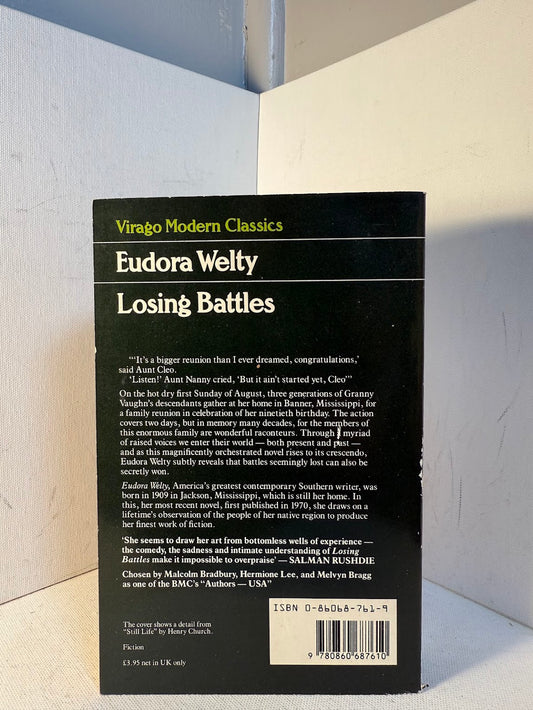 Virago Modern Classics
Eudora Welty
Losing Battles
“‘It’s a bigger reunion than I ever dreamed, congratulations,’
said Aunt Cleo.
‘Listen!’ Aunt Nanny cried, ‘But it ain’t started yet, Cleo’”
On the hot dry first Sunday of August, three generations of Granny
Vaughn’s descendants gather at her home in Banner, Mississippi, for
a family reunion in celebration of her ninetieth birthday. The action
covers two days, but in memory many decades, for the members of
this enormous family are wonderful raconteurs. Through myriad
of raised voices we enter their world — both present and past —
and as this magnificently orchestrated novel rises to its crescendo,
Eudora Welty subtly reveals that battles seemingly lost can also be
secretly won.
Eudora Welty, America’s greatest contemporary Southern writer, was
born in 1909 in Jackson, Mississippi, which is still her home. In
this, her most recent novel, first published in 1970, she draws on a
lifetime’s observation of the people of her native region to produce
her finest work of fiction.
‘She seems to draw her art from bottomless wells of experience —
the comedy, the sadness and intimate understanding of Losing
Battles make it impossible to overpraise’ — SALMAN RUSHDIE
Chosen by Malcolm Bradbury, Hermione Lee, and Melvyn Bragg
as one of the BMC’s “Authors — USA”
The cover shows a detail from
“Still Life” by Henry Church.
Fiction
£3.95 net in UK only
ISBN 0-86068-761-9
9 780860 687610